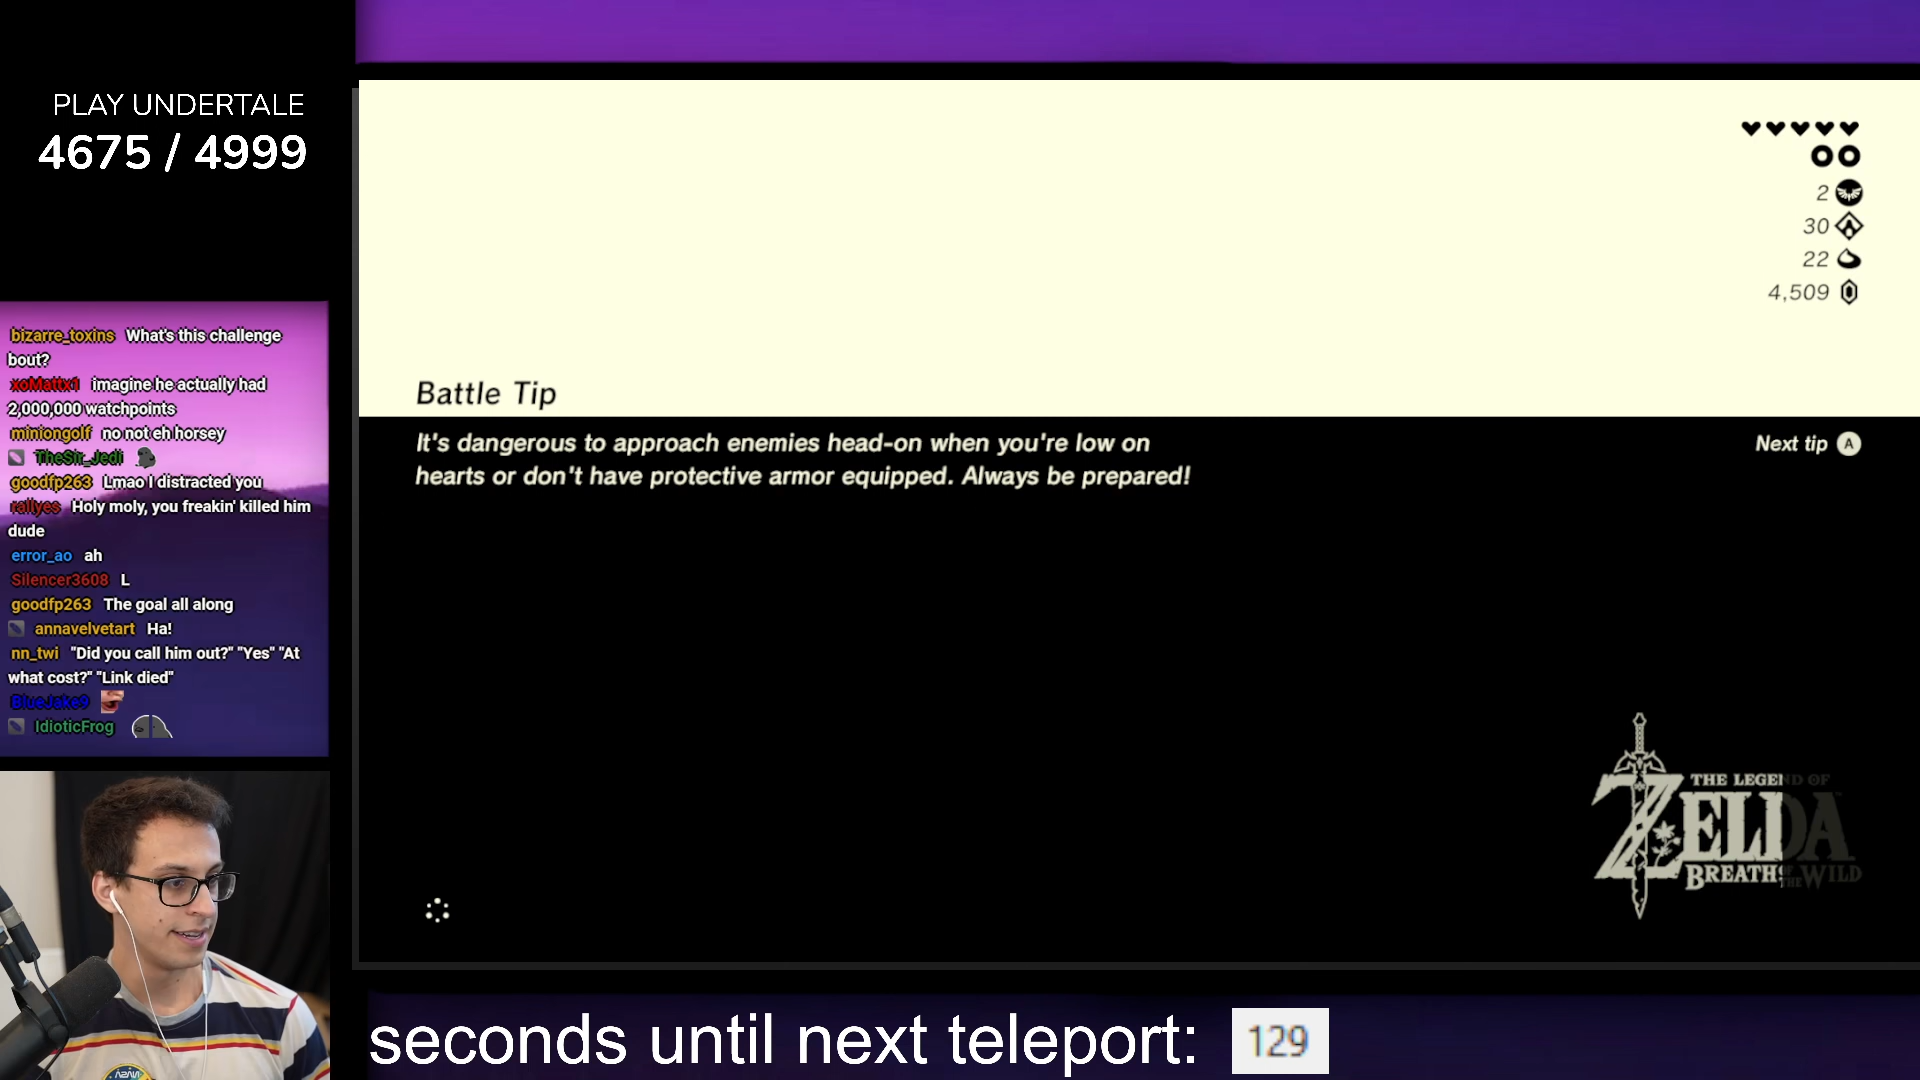 PLAY UNDERTALE
4675 / 4999
bizarre_toxins What's this challenge
bout?
xoMattx1 imagine he actually had
2,000,000 watchpoints
miniongolf no not eh horsey
TheSir_Jedi
goodfp263 Lmao I distracted you
rallyes Holy moly, you freakin' killed him
dude
error_ao ah
Silencer3608 L
goodfp263 The goal all along
annavelvetart Ha!
nn_twi "Did you call him out?" "Yes" "At
what cost?" "Link died"
BlueJake9
IdioticFrog
2
30
22
4,509
Battle Tip
It's dangerous to approach enemies head-on when you're low on
hearts or don't have protective armor equipped. Always be prepared!
Next tip A
THE LEGEND OF
ZELDA
BREATH OF THE WILD
seconds until next teleport: 129